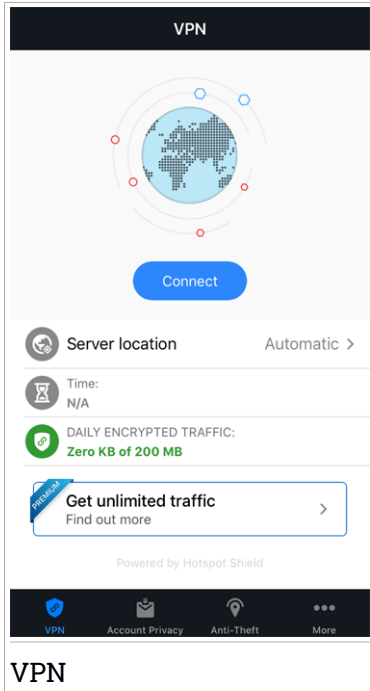 VPN
Connect
Server location Automatic
Time:
N/A
DAILY ENCRYPTED TRAFFIC:
Zero KB of 200 MB
PREMIUM
Get unlimited traffic
Find out more
Powered by Hotspot Shield
VPN Account Privacy Anti-Theft More
VPN